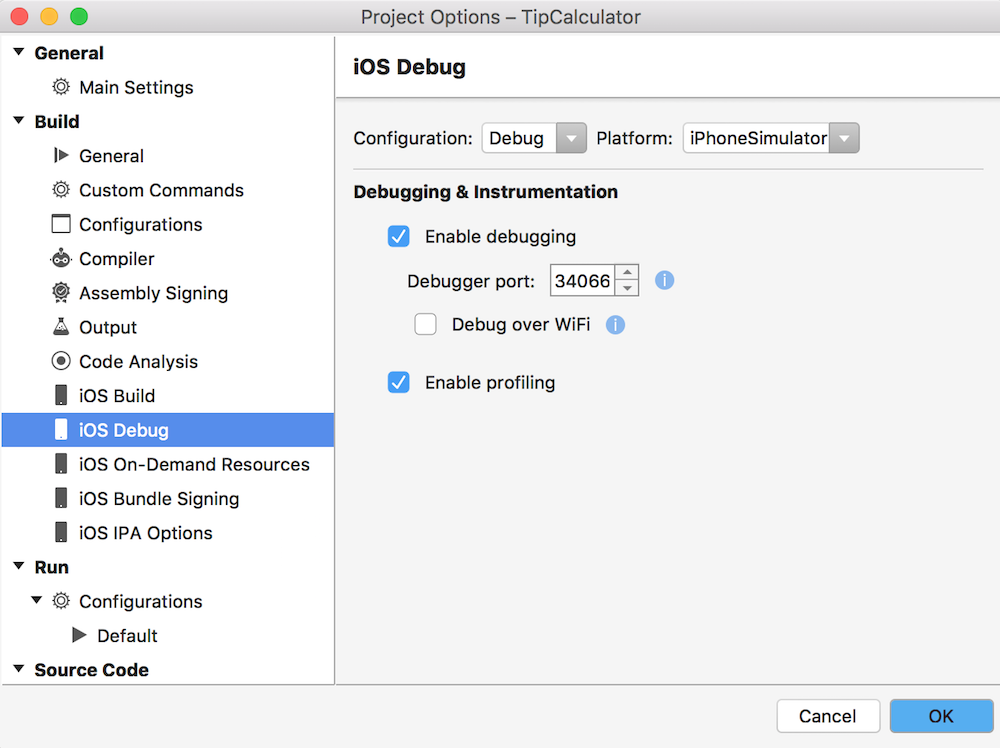 Project Options – TipCalculator
General
Main Settings
Build
General
Custom Commands
Configurations
Compiler
Assembly Signing
Output
Code Analysis
iOS Build
iOS Debug
iOS On-Demand Resources
iOS Bundle Signing
iOS IPA Options
Run
Configurations
Default
Source Code
iOS Debug
Configuration: Debug Platform: iPhoneSimulator
Debugging & Instrumentation
Enable debugging
Debugger port: 34066
Debug over WiFi
Enable profiling
Cancel OK